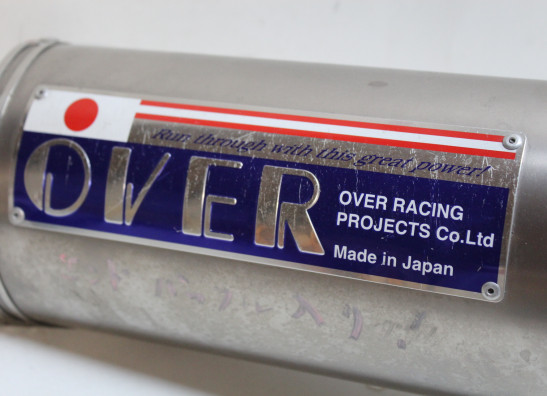 Run through with this great power!
OVER
OVER RACING
PROJECTS Co.Ltd
Made in Japan